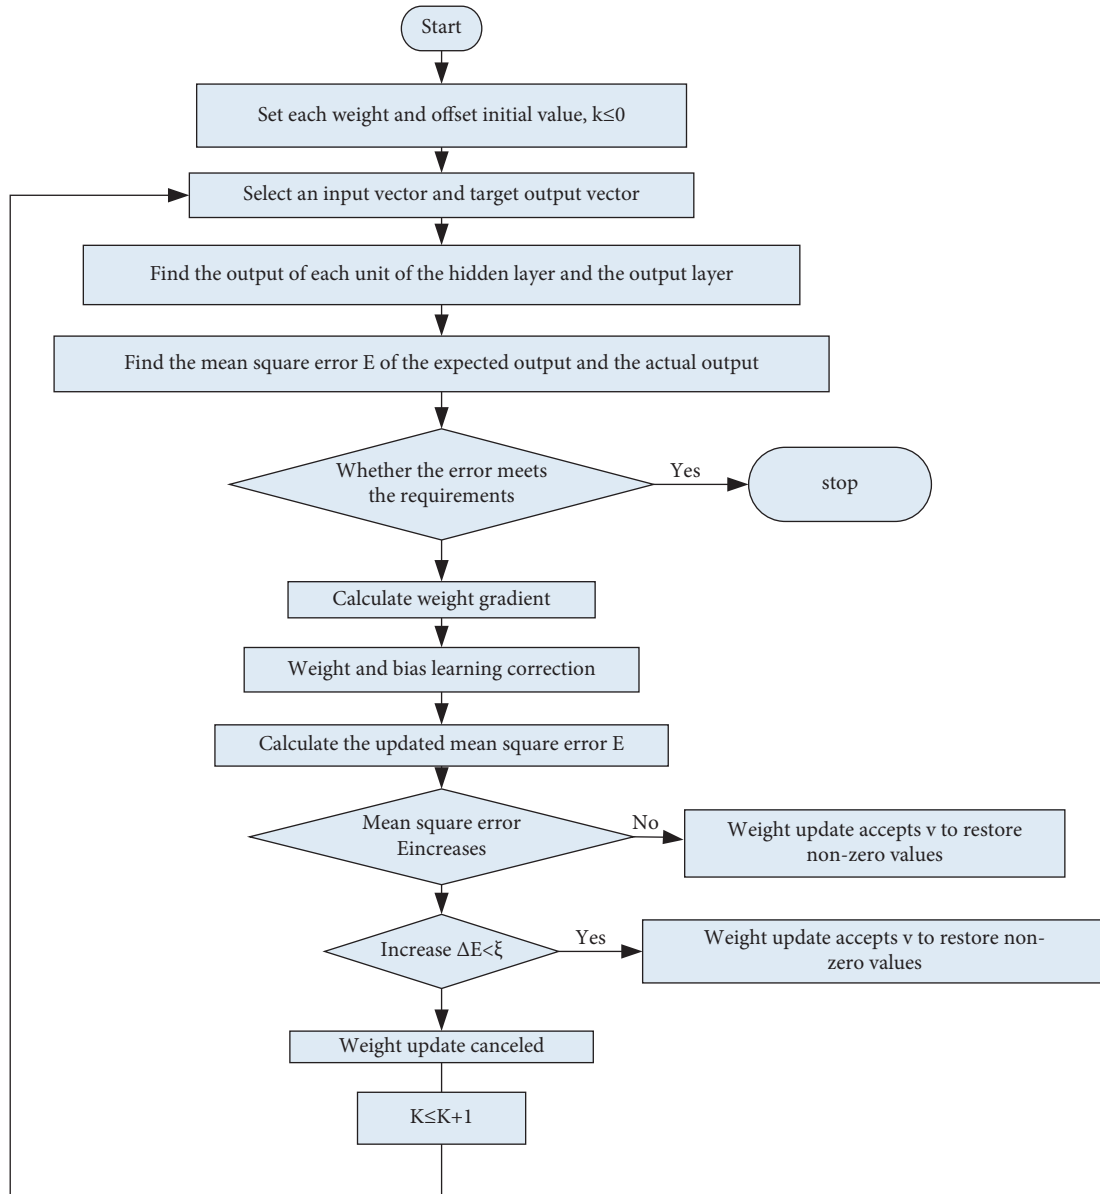 Start
Set each weight and offset initial value, k≤0
Select an input vector and target output vector
Find the output of each unit of the hidden layer and the output layer
Find the mean square error E of the expected output and the actual output
Whether the error meets
the requirements
Yes
stop
Calculate weight gradient
Weight and bias learning correction
Calculate the updated mean square error E
Mean square error
Eincreases
No
Weight update accepts v to restore
non-zero values
Increase ΔE<ξ
Yes
Weight update accepts v to restore non-
zero values
Weight update canceled
K≤K+1